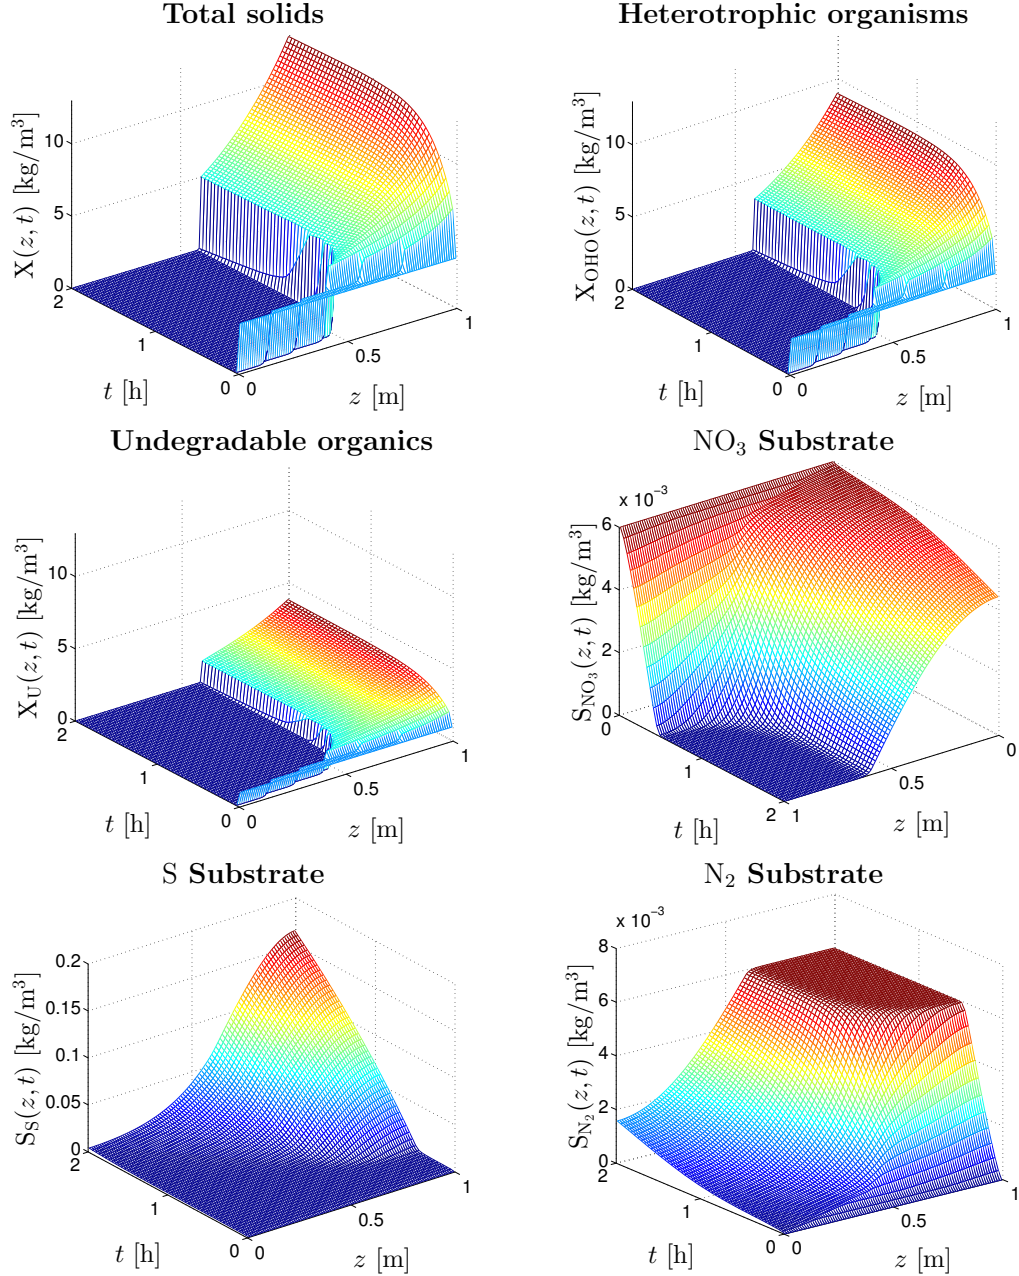 Total solids
X(z, t) [kg/m³]
10
5
0
2
1
0
t [h]
0
0.5
1
z [m]
Heterotrophic organisms
X_OHO(z, t) [kg/m³]
10
5
0
2
1
0
t [h]
0
0.5
1
z [m]
Undegradable organics
X_U(z, t) [kg/m³]
10
5
0
2
1
0
t [h]
0
0.5
1
z [m]
NO₃ Substrate
x 10⁻³
S_NO₃(z, t) [kg/m³]
6
4
2
0
0
1
2
t [h]
1
0.5
0
z [m]
S Substrate
S_S(z, t) [kg/m³]
0.2
0.15
0.1
0.05
0
2
1
0
t [h]
0
0.5
1
z [m]
N₂ Substrate
x 10⁻³
S_N₂(z, t) [kg/m³]
8
6
4
2
0
2
1
0
t [h]
0
0.5
1
z [m]